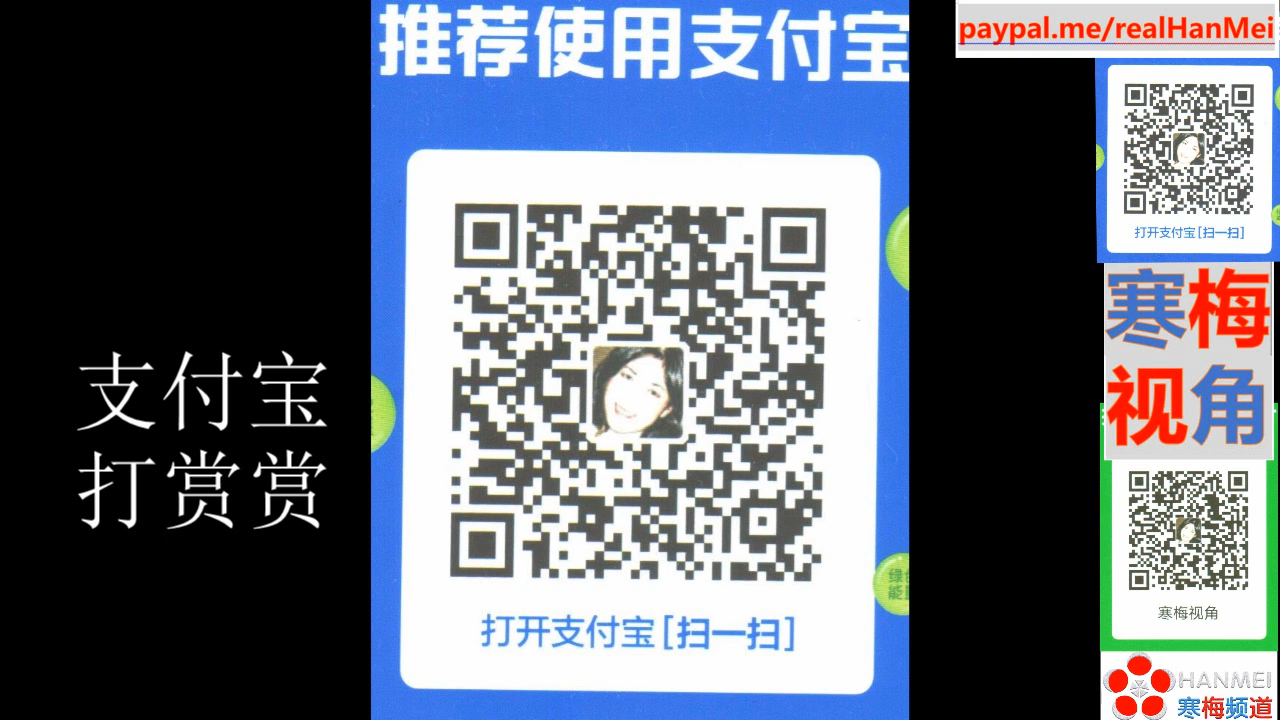 推荐使用支付宝
支付宝
打赏赏
打开支付宝[扫一扫]
paypal.me/realHanMei
打开支付宝[扫一扫]
寒梅
视角
寒梅视角
HANMEI
寒梅频道